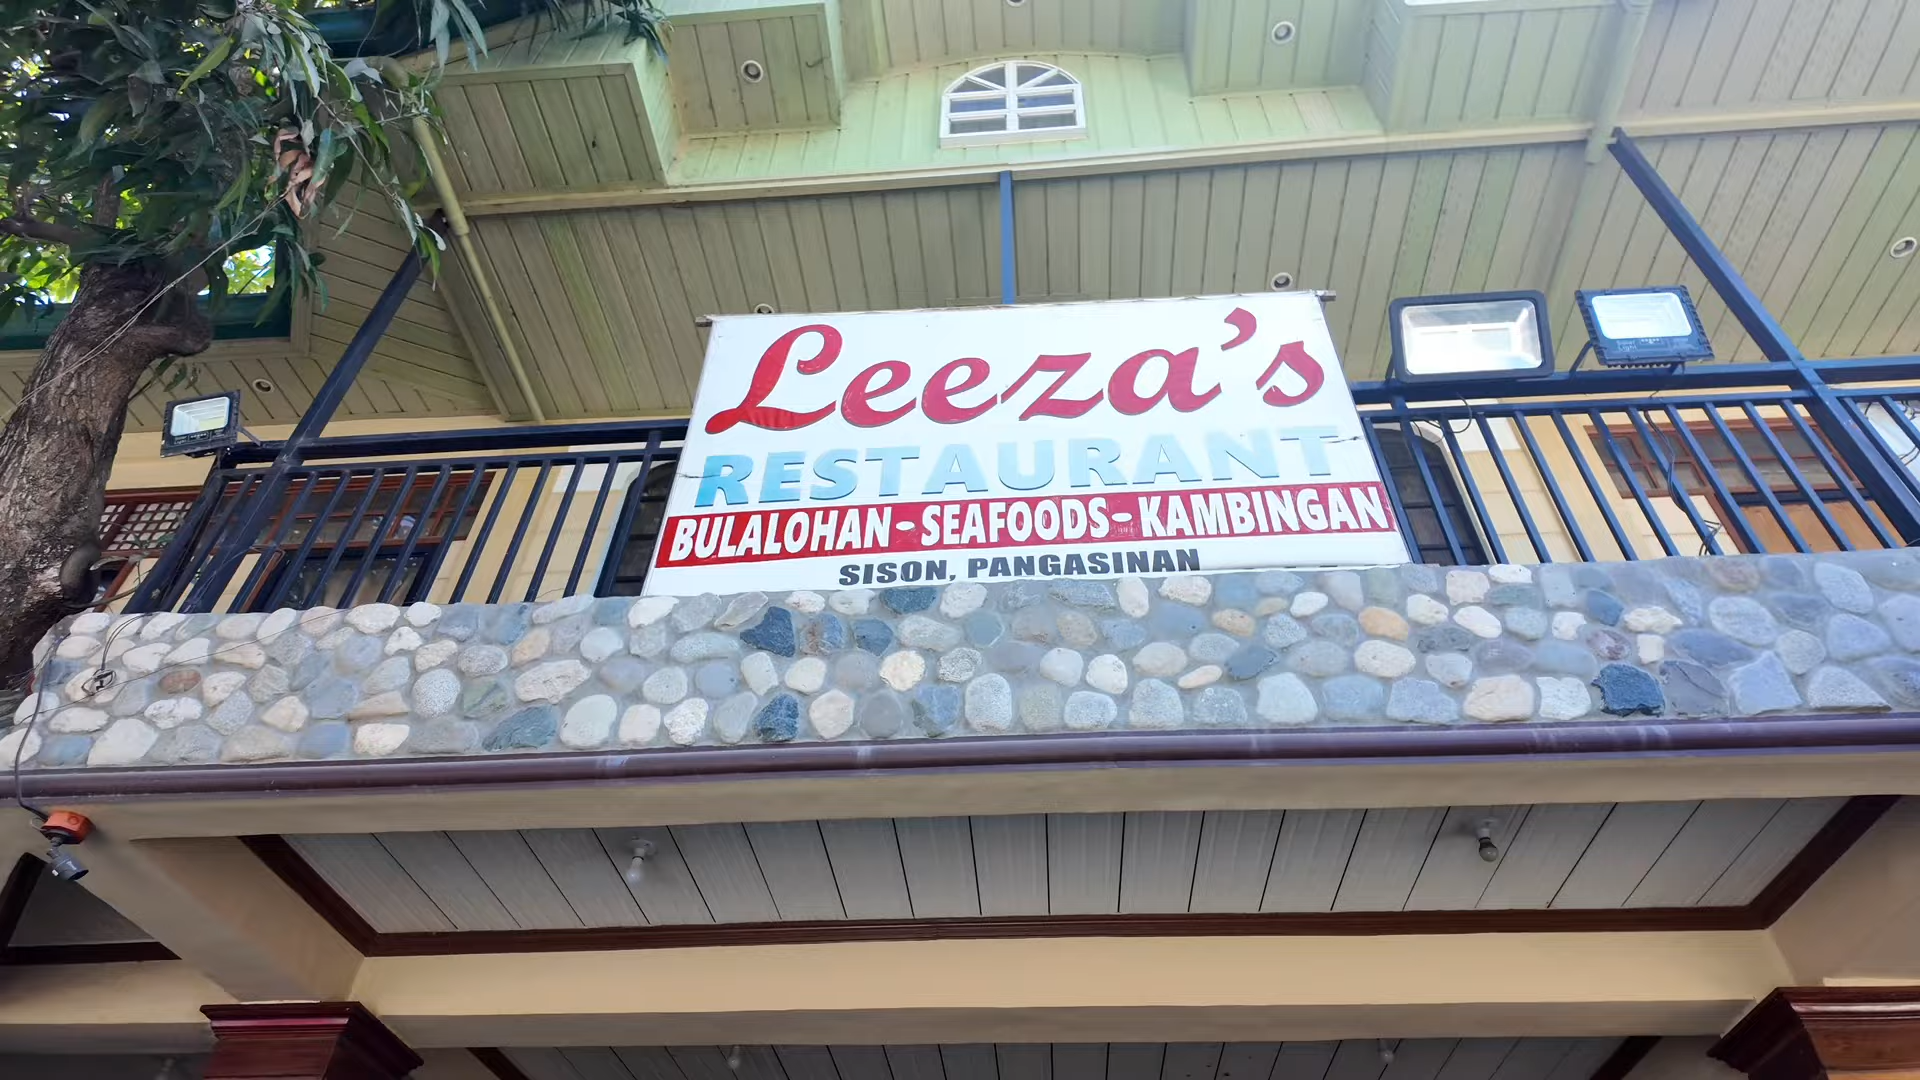 Leeza's
RESTAURANT
BULALOHAN - SEAFOODS - KAMBINGAN
SISON, PANGASINAN